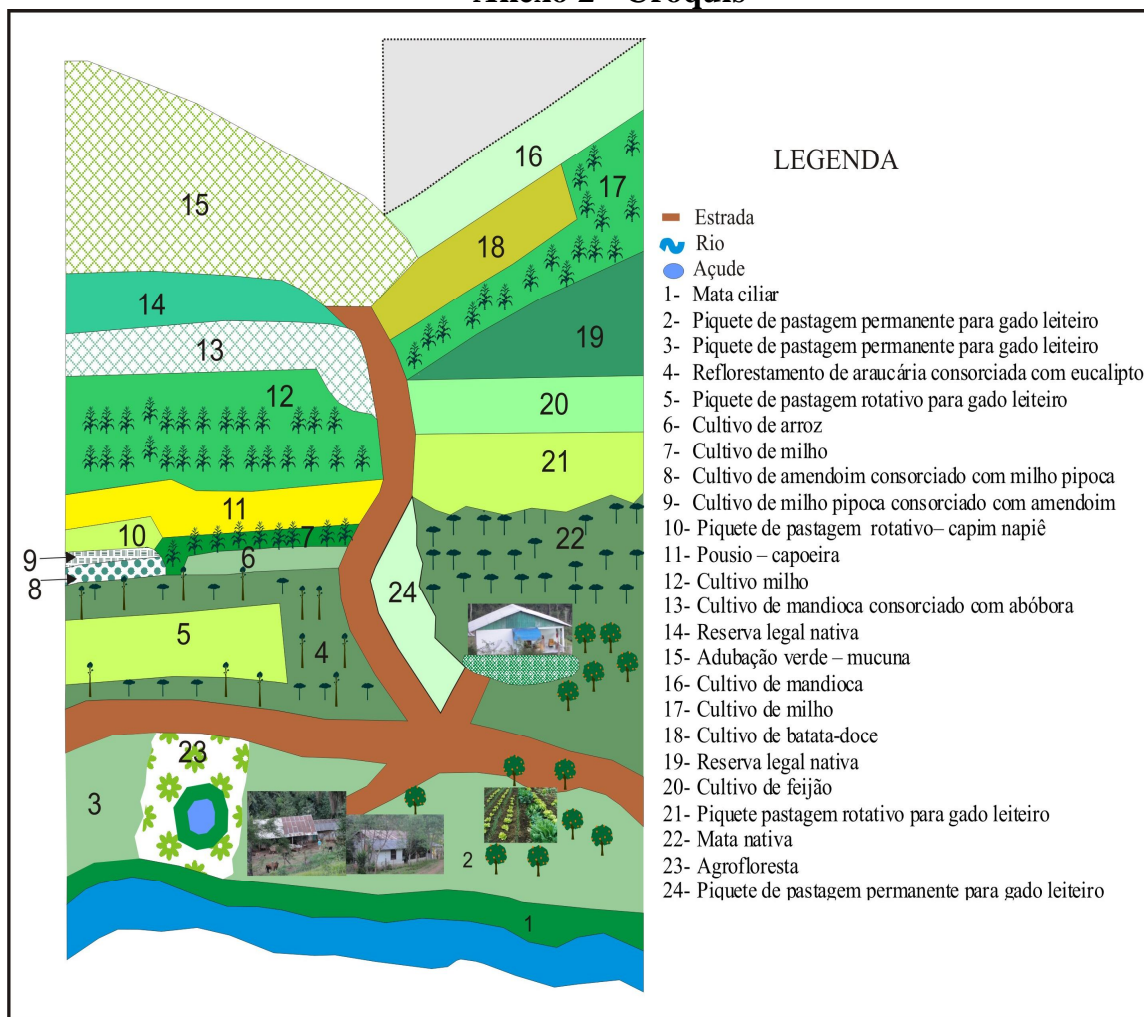 Anexo 2 - Croquis
16
17
15
18
14
13
19
12
20
21
11
10
7
22
9
6
8
24
5
4
23
3
2
1
LEGENDA
Estrada
Rio
Açude
1- Mata ciliar
2- Piquete de pastagem permanente para gado leiteiro
3- Piquete de pastagem permanente para gado leiteiro
4- Reflorestamento de araucária consorciada com eucalipto
5- Piquete de pastagem rotativo para gado leiteiro
6- Cultivo de arroz
7- Cultivo de milho
8- Cultivo de amendoim consorciado com milho pipoca
9- Cultivo de milho pipoca consorciado com amendoim
10- Piquete de pastagem rotativo– capim napiê
11- Pousio – capoeira
12- Cultivo milho
13- Cultivo de mandioca consorciado com abóbora
14- Reserva legal nativa
15- Adubação verde – mucuna
16- Cultivo de mandioca
17- Cultivo de milho
18- Cultivo de batata-doce
19- Reserva legal nativa
20- Cultivo de feijão
21- Piquete pastagem rotativo para gado leiteiro
22- Mata nativa
23- Agrofloresta
24- Piquete de pastagem permanente para gado leiteiro